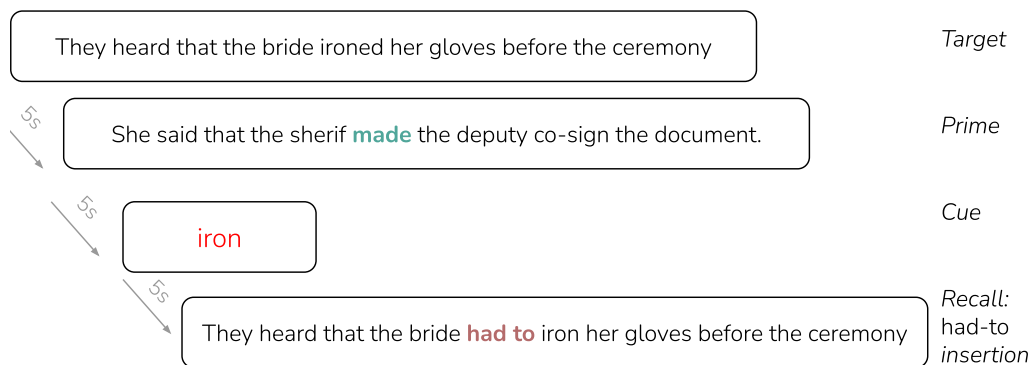 They heard that the bride ironed her gloves before the ceremony
Target
5s
She said that the sherif made the deputy co-sign the document.
Prime
5s
iron
Cue
5s
They heard that the bride had to iron her gloves before the ceremony
Recall:
had-to
insertion